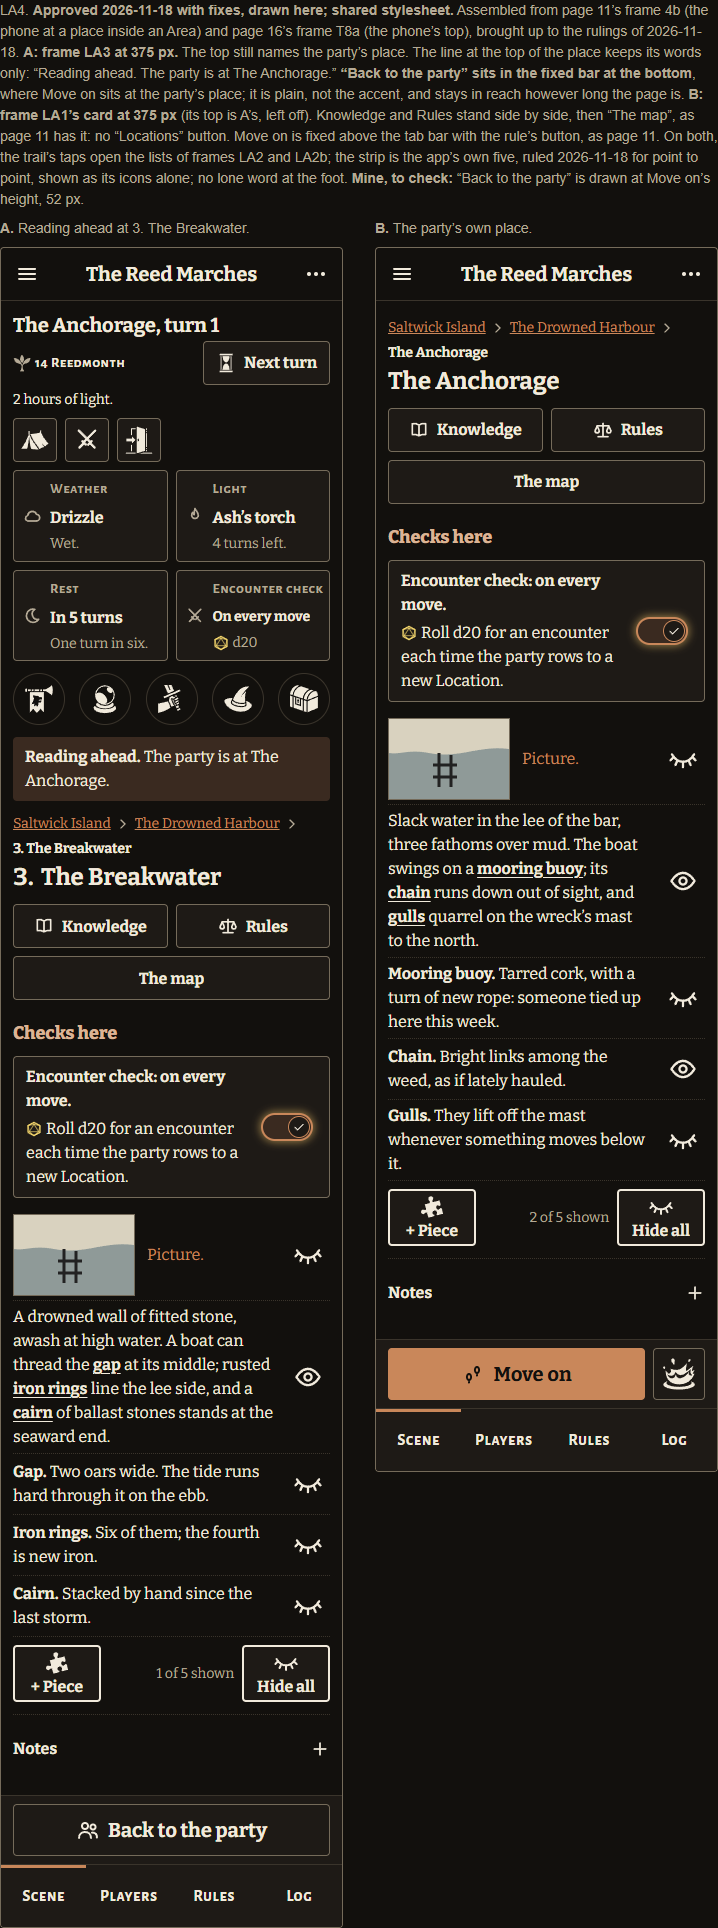 LA4. Approved 2026-11-18 with fixes, drawn here; shared stylesheet. Assembled from page 11's frame 4b (the
phone at a place inside an Area) and page 16's frame T8a (the phone's top), brought up to the rulings of 2026-11-
18. A: frame LA3 at 375 px. The top still names the party's place. The line at the top of the place keeps its words
only: “Reading ahead. The party is at The Anchorage.” “Back to the party” sits in the fixed bar at the bottom,
where Move on sits at the party's place; it is plain, not the accent, and stays in reach however long the page is. B:
frame LA1's card at 375 px (its top is A's, left off). Knowledge and Rules stand side by side, then “The map”, as
page 11 has it: no “Locations” button. Move on is fixed above the tab bar with the rule's button, as page 11. On both,
the trail's taps open the lists of frames LA2 and LA2b; the strip is the app's own five, ruled 2026-11-18 for point to
point, shown as its icons alone; no lone word at the foot. Mine, to check: “Back to the party” is drawn at Move on's
height, 52 px.
A. Reading ahead at 3. The Breakwater.
The Reed Marches
The Anchorage, turn 1
14 Reedmonth
Next turn
2 hours of light.
Weather
Drizzle
Wet.
Light
Ash's torch
4 turns left.
Rest
In 5 turns
One turn in six.
Encounter check
On every move
d20
Reading ahead. The party is at The
Anchorage.
Saltwick Island > The Drowned Harbour >
3. The Breakwater
3. The Breakwater
Knowledge
Rules
The map
Checks here
Encounter check: on every
move.
Roll d20 for an encounter
each time the party rows to a
new Location.
Picture.
A drowned wall of fitted stone,
awash at high water. A boat can
thread the gap at its middle; rusted
iron rings line the lee side, and a
cairn of ballast stones stands at the
seaward end.
Gap. Two oars wide. The tide runs
hard through it on the ebb.
Iron rings. Six of them; the fourth
is new iron.
Cairn. Stacked by hand since the
last storm.
+ Piece
1 of 5 shown
Hide all
Notes
Back to the party
Scene
Players
Rules
Log
B. The party's own place.
The Reed Marches
Saltwick Island > The Drowned Harbour >
The Anchorage
The Anchorage
Knowledge
Rules
The map
Checks here
Encounter check: on every
move.
Roll d20 for an encounter
each time the party rows to a
new Location.
Picture.
Slack water in the lee of the bar,
three fathoms over mud. The boat
swings on a mooring buoy; its
chain runs down out of sight, and
gulls quarrel on the wreck's mast
to the north.
Mooring buoy. Tarred cork, with a
turn of new rope: someone tied up
here this week.
Chain. Bright links among the
weed, as if lately hauled.
Gulls. They lift off the mast
whenever something moves below
it.
+ Piece
2 of 5 shown
Hide all
Notes
Move on
Scene
Players
Rules
Log